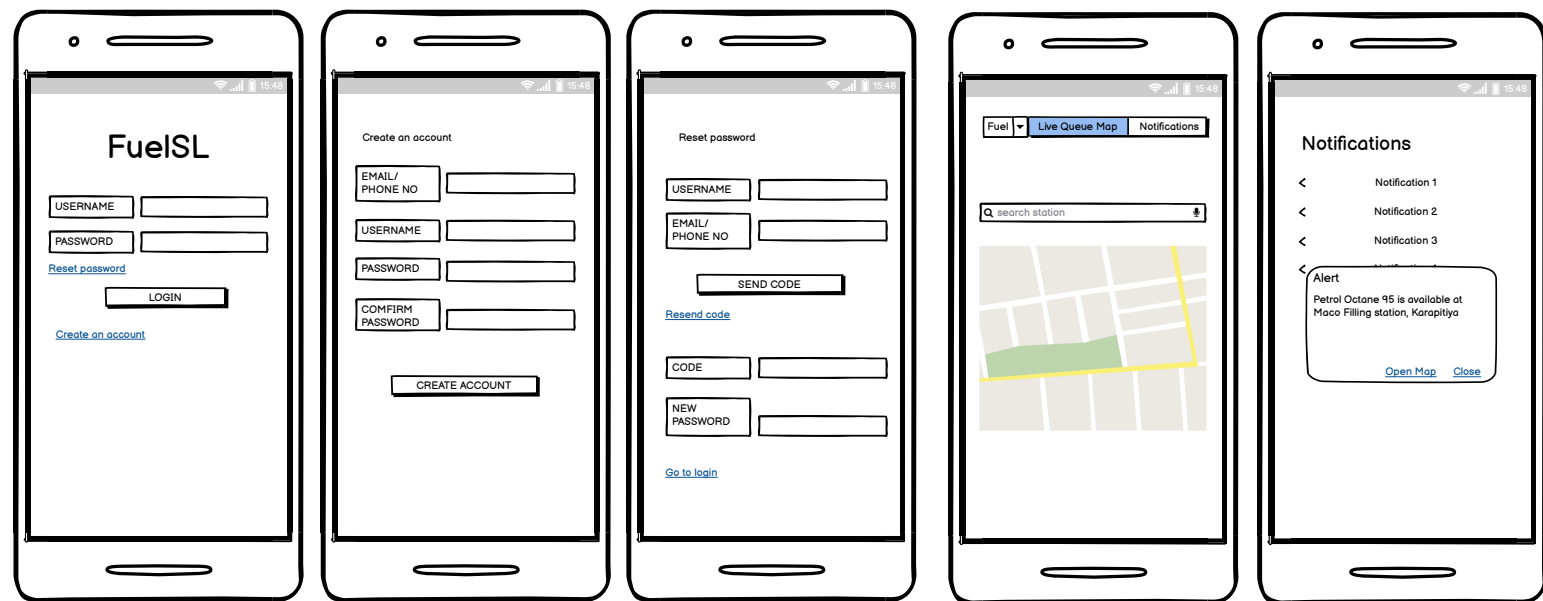 15:48
FuelSL
USERNAME
PASSWORD
Reset password
LOGIN
Create an account
15:48
Create an account
EMAIL/
PHONE NO
USERNAME
PASSWORD
COMFIRM
PASSWORD
CREATE ACCOUNT
15:48
Reset password
USERNAME
EMAIL/
PHONE NO
SEND CODE
Resend code
CODE
NEW
PASSWORD
Go to login
15:48
Fuel Live Queue Map Notifications
search station
15:48
Notifications
Notification 1
Notification 2
Notification 3
Alert
Petrol Octane 95 is available at
Maco Filling station, Karapitiya
Open Map Close